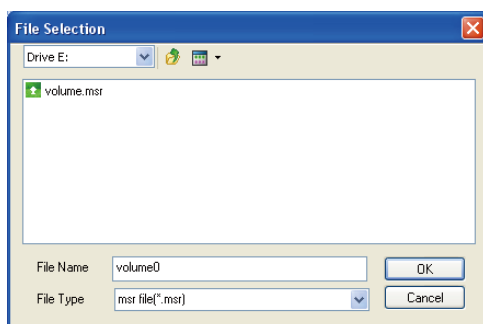 File Selection
Drive E:
volume.msr
File Name volume0 OK
File Type msr file(*.msr) Cancel